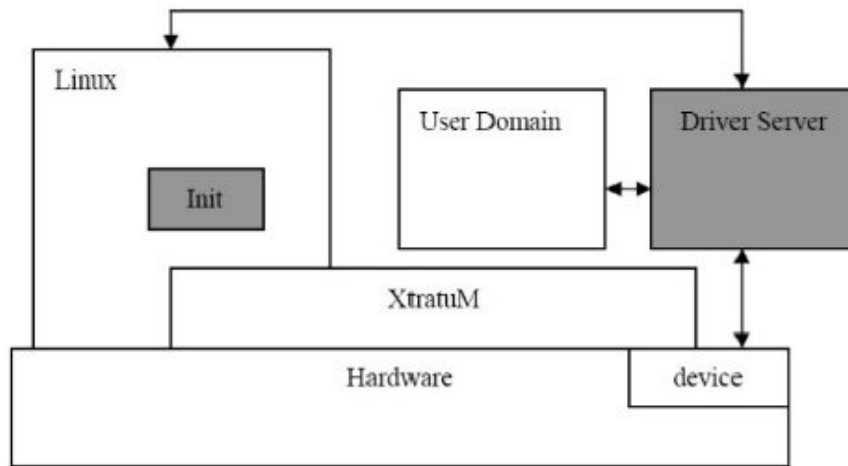 Linux
User Domain
Driver Server
Init
XtratuM
Hardware
device